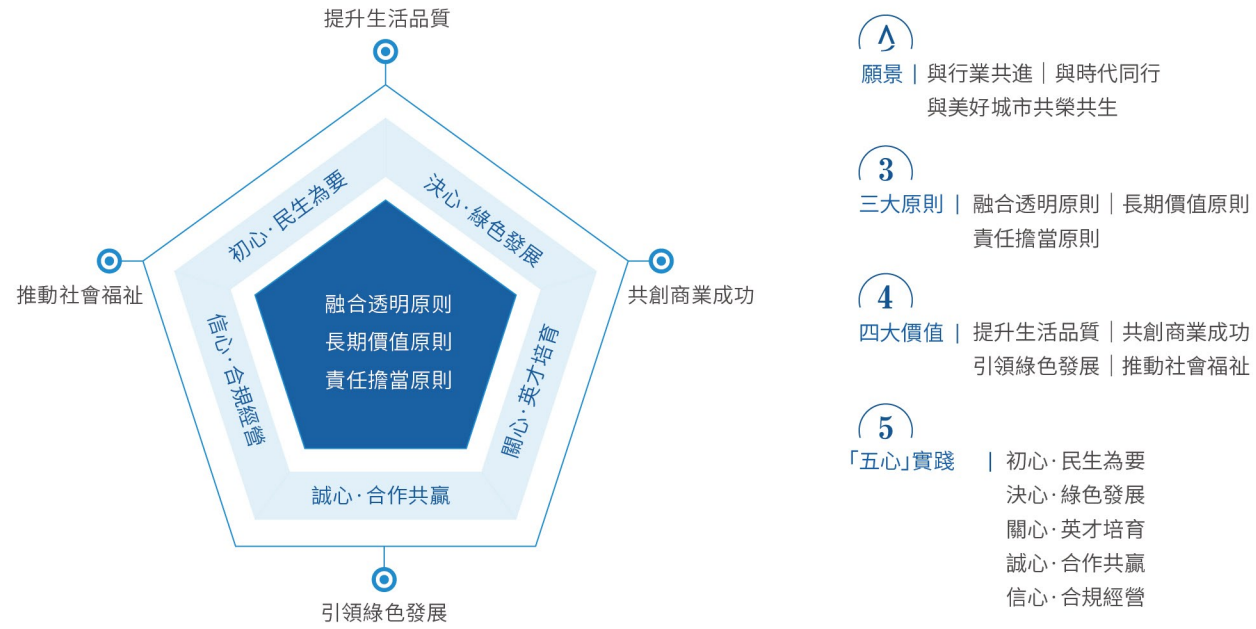 提升生活品質
推動社會福祉
共創商業成功
引領綠色發展
初心·民生為要
決心·綠色發展
信心·合規經營
關心·英才培育
誠心·合作共贏
融合透明原则
長期價值原則
責任擔當原則
願景 | 與行業共進｜與時代同行
與美好城市共榮共生
3
三大原則 | 融合透明原則｜長期價值原則
責任擔當原則
4
四大價值 | 提升生活品質｜共創商業成功
引領綠色發展｜推動社會福祉
5
「五心」實踐 | 初心·民生為要
決心·綠色發展
關心·英才培育
誠心·合作共贏
信心·合規經營